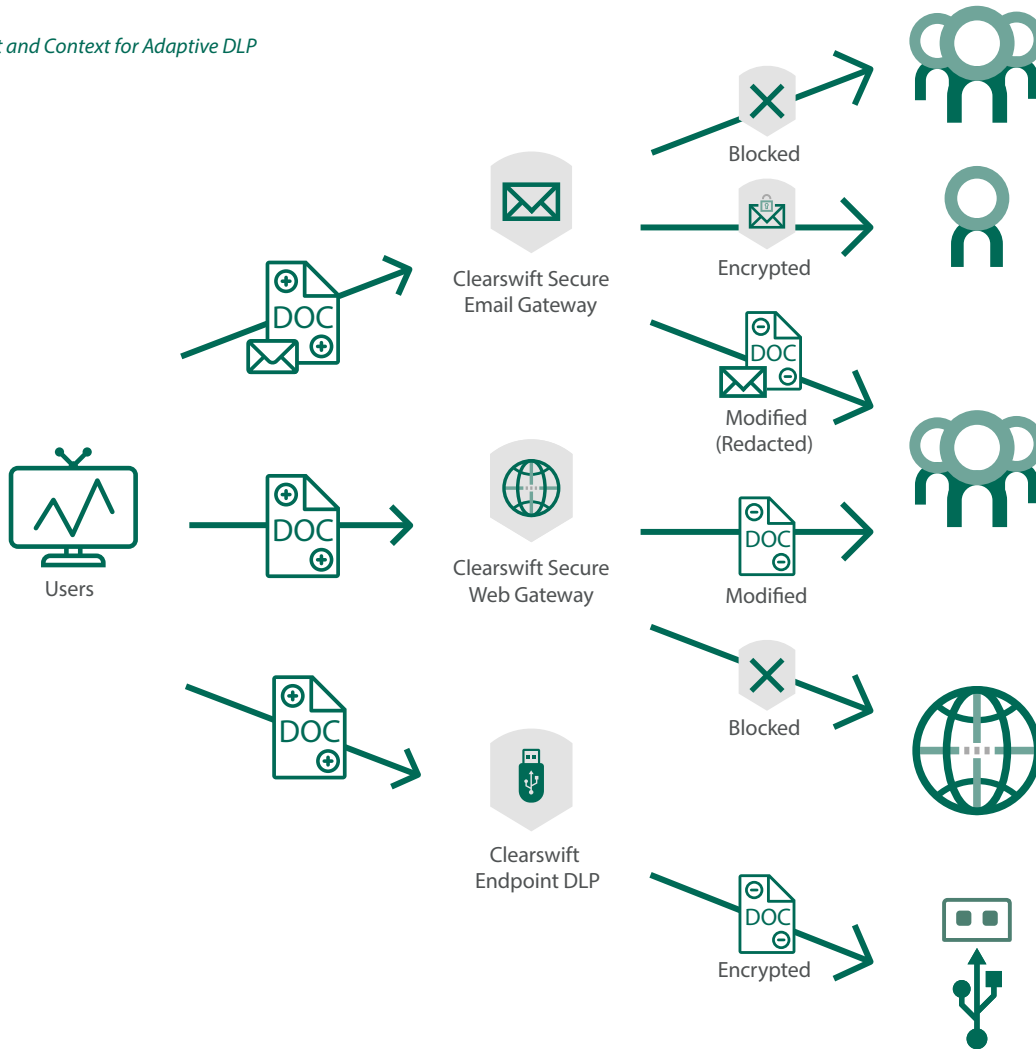 and Context for Adaptive DLP
Blocked
Encrypted
Clearswift Secure
Email Gateway
DOC
DOC
Modified
(Redacted)
Users
DOC
Clearswift Secure
Web Gateway
DOC
Modified
DOC
Blocked
Clearswift
Endpoint DLP
DOC
Encrypted